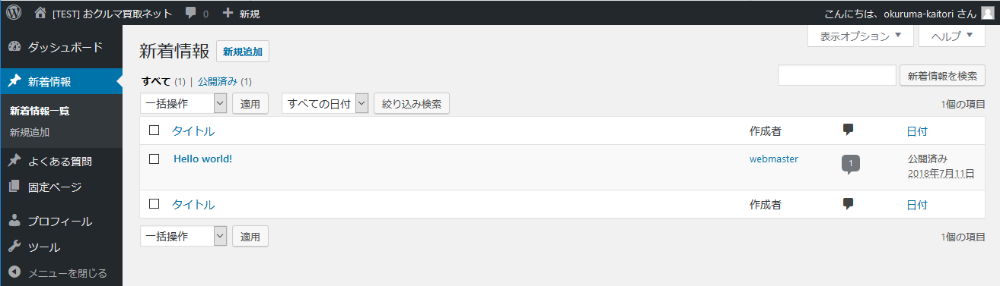 [TEST] おクルマ買取ネット 0 新規 こんにちは、okuruma-kaitori さん
ダッシュボード
新着情報
新着情報一覧
新規追加
よくある質問
固定ページ
プロフィール
ツール
メニューを閉じる
表示オプション ヘルプ
新着情報 新規追加
すべて (1) | 公開済み (1)
新着情報を検索
一括操作 適用 すべての日付 絞り込み検索 1個の項目
タイトル 作成者 日付
Hello world! webmaster 1 公開済み
2018年7月11日
タイトル 作成者 日付
一括操作 適用 1個の項目